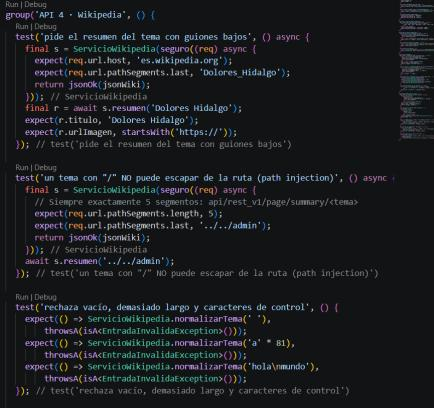 Run | Debug
group('API 4 · Wikipedia', () {
Run | Debug
test('pide el resumen del tema con guiones bajos', () async {
final s = ServicioWikipedia(seguro((req) async {
expect(req.url.host, 'es.wikipedia.org');
expect(req.url.pathSegments.last, 'Dolores_Hidalgo');
return jsonOk(jsonWiki);
})); // ServicioWikipedia
final r = await s.resumen('Dolores Hidalgo');
expect(r.titulo, 'Dolores Hidalgo');
expect(r.urlImagen, startsWith('https://'));
}); // test('pide el resumen del tema con guiones bajos')
Run | Debug
test('un tema con "/" NO puede escapar de la ruta (path injection)', () async {
final s = ServicioWikipedia(seguro((req) async {
// Siempre exactamente 5 segmentos: api/rest_v1/page/summary/<tema>
expect(req.url.pathSegments.length, 5);
expect(req.url.pathSegments.last, '../../admin');
return jsonOk(jsonWiki);
})); // ServicioWikipedia
await s.resumen('../../admin');
}); // test('un tema con "/" NO puede escapar de la ruta (path injection)')
Run | Debug
test('rechaza vacío, demasiado largo y caracteres de control', () {
expect(() => ServicioWikipedia.normalizarTema(' '),
throwsA(isA<EntradaInvalidaException>()));
expect(() => ServicioWikipedia.normalizarTema('a' * 81),
throwsA(isA<EntradaInvalidaException>()));
expect(() => ServicioWikipedia.normalizarTema('hola\nmundo'),
throwsA(isA<EntradaInvalidaException>()));
}); // test('rechaza vacío, demasiado largo y caracteres de control')